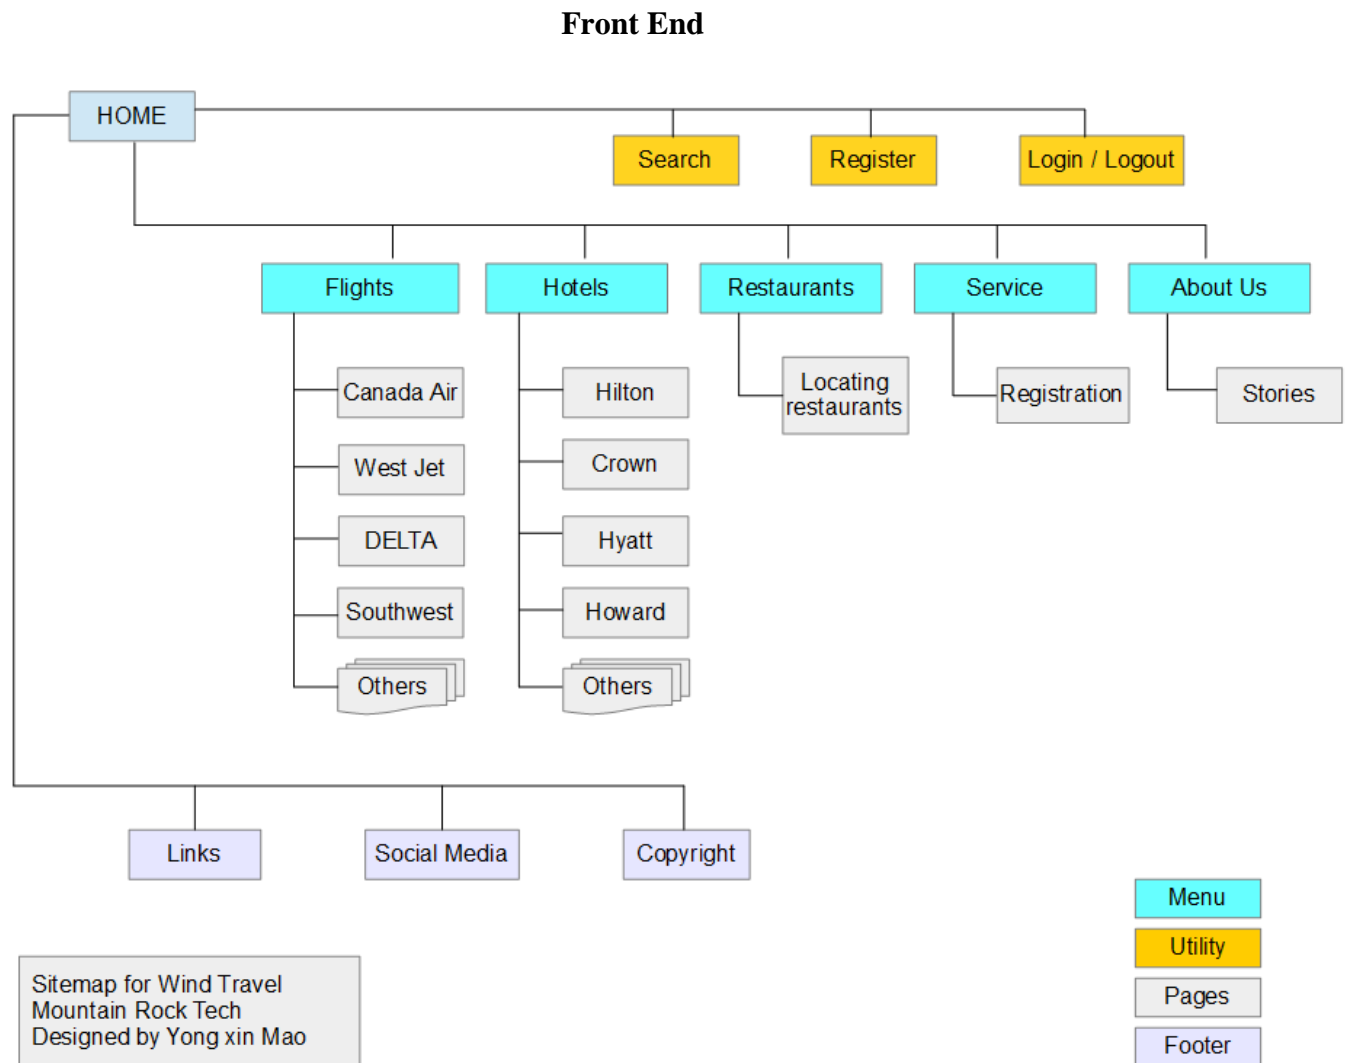 Front End
HOME
Search
Register
Login / Logout
Flights
Hotels
Restaurants
Service
About Us
Canada Air
West Jet
DELTA
Southwest
Others
Hilton
Crown
Hyatt
Howard
Others
Locating
restaurants
Registration
Stories
Links
Social Media
Copyright
Menu
Utility
Pages
Footer
Sitemap for Wind Travel
Mountain Rock Tech
Designed by Yong xin Mao